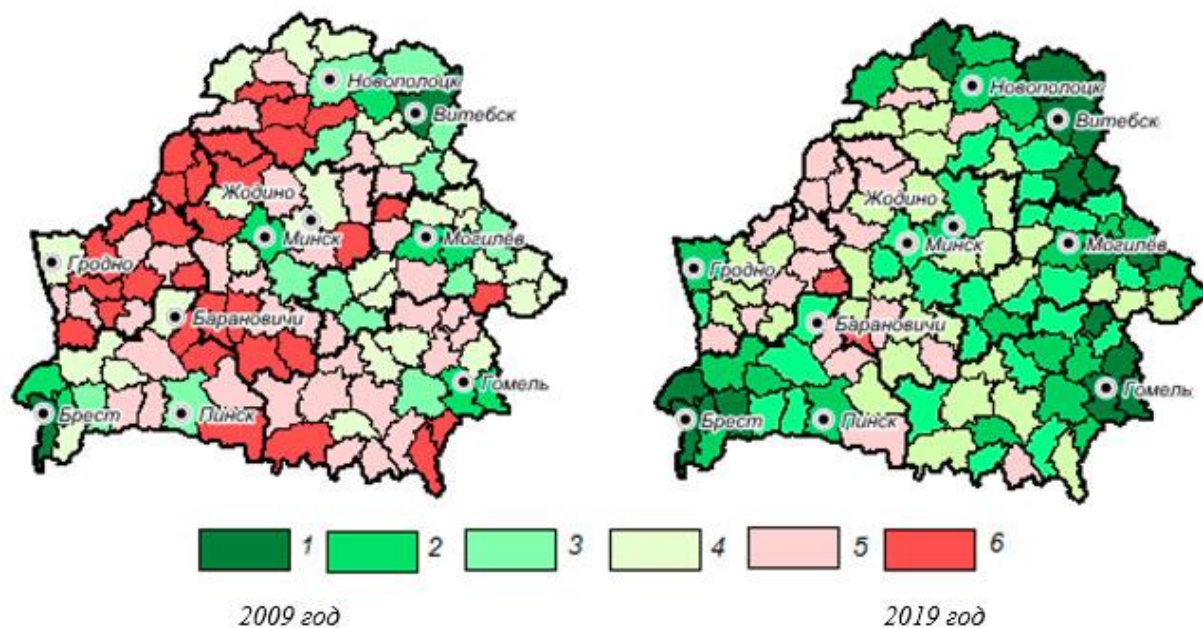 Новополоцк
Витебск
Жодино
Минск
Могилёв
Гродно
Барановичи
Гомель
Брест
Пинск
Новополоцк
Витебск
Жодино
Минск
Могилёв
Гродно
Барановичи
Гомель
Брест
Пинск
1 2 3 4 5 6
2009 год 2019 год